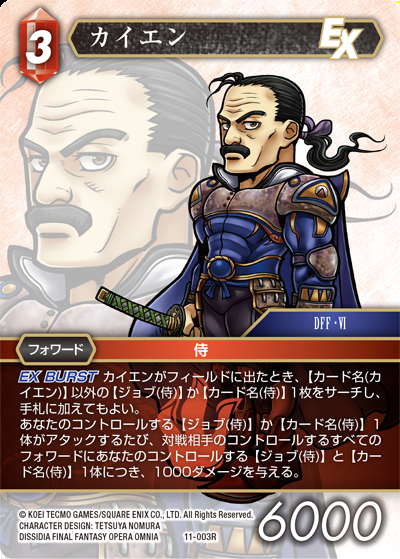 3
カイエン
EX
DFF・VI
フォワード
侍
EX BURST カイエンがフィールドに出たとき、【カード名(カ
イエン)】以外の【ジョブ(侍)】か【カード名(侍)】1枚をサーチし、
手札に加えてもよい。
あなたのコントロールする【ジョブ(侍)】か【カード名(侍)】 1
体がアタックするたび、対戦相手のコントロールするすべての
フォワードにあなたのコントロールする【ジョブ(侍)】と【カー
ド名(侍)】 1体につき、1000ダメージを与える。
© KOEI TECMO GAMES/SQUARE ENIX CO., LTD. All Rights Reserved.
CHARACTER DESIGN: TETSUYA NOMURA
DISSIDIA FINAL FANTASY OPERA OMNIA
11-003R
6000